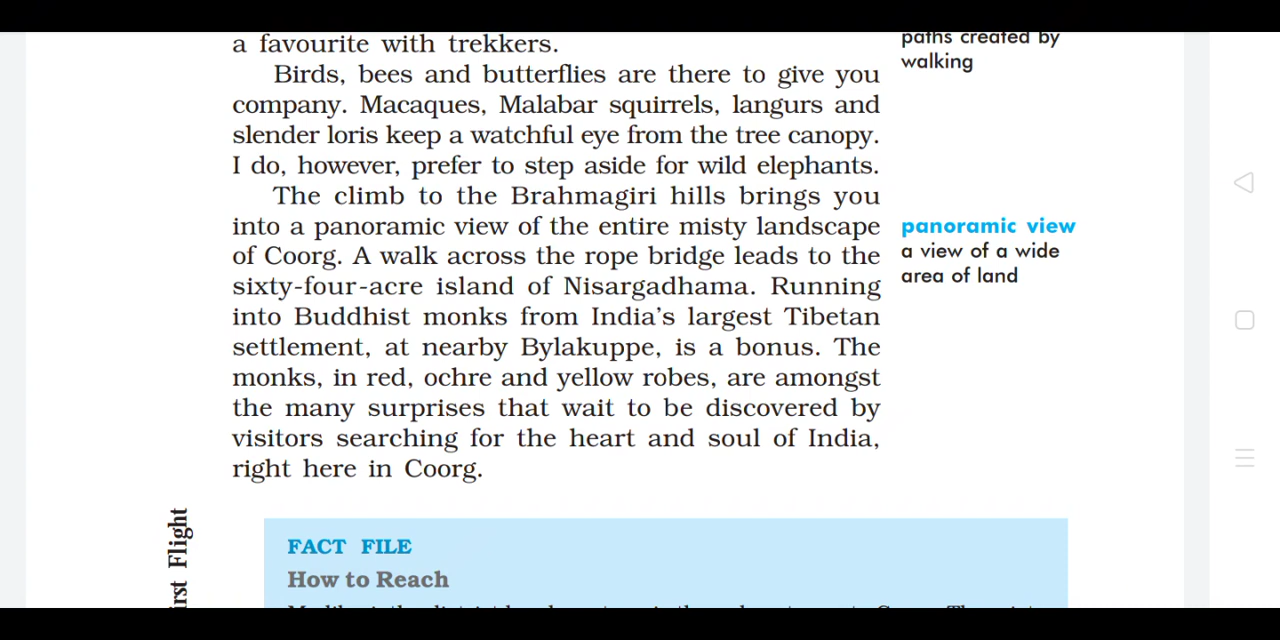 a favourite with trekkers.
Birds, bees and butterflies are there to give you
company. Macaques, Malabar squirrels, langurs and
slender loris keep a watchful eye from the tree canopy.
I do, however, prefer to step aside for wild elephants.
The climb to the Brahmagiri hills brings you
into a panoramic view of the entire misty landscape
of Coorg. A walk across the rope bridge leads to the
sixty-four-acre island of Nisargadhama. Running
into Buddhist monks from India's largest Tibetan
settlement, at nearby Bylakuppe, is a bonus. The
monks, in red, ochre and yellow robes, are amongst
the many surprises that wait to be discovered by
visitors searching for the heart and soul of India,
right here in Coorg.
paths created by
walking
panoramic view
a view of a wide
area of land
Flight
FACT FILE
How to Reach